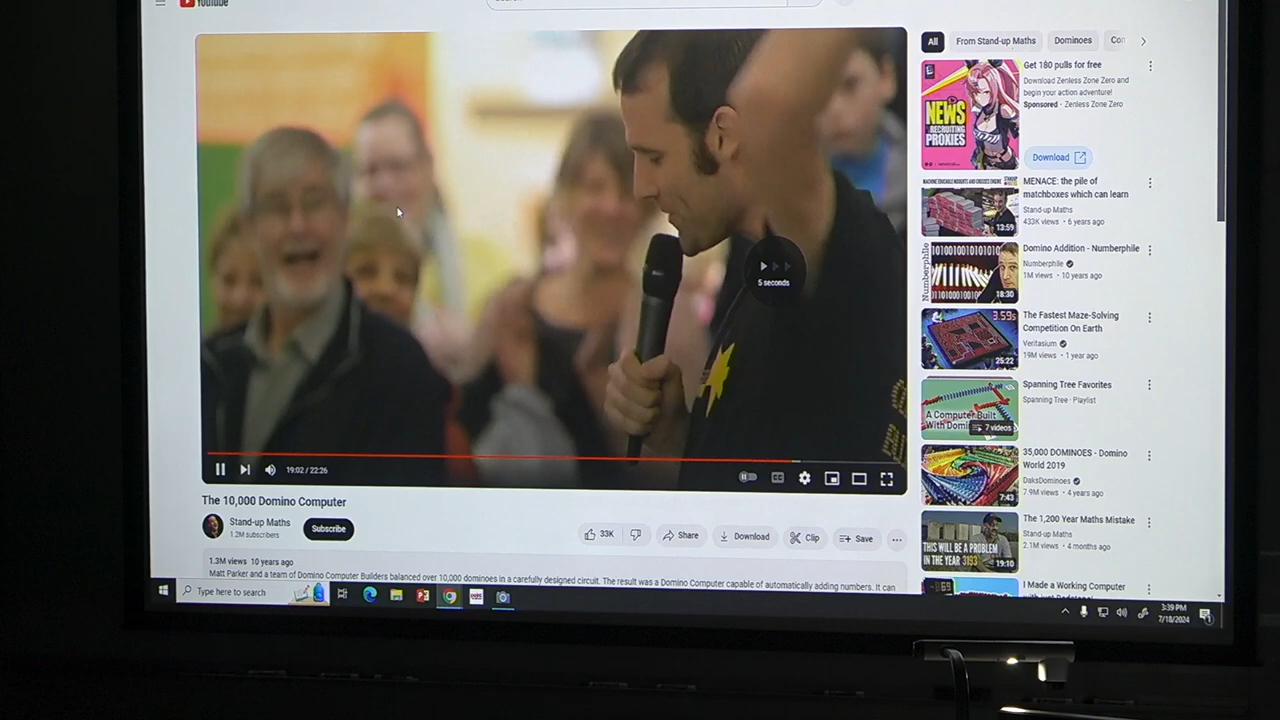 YouTube
All
From Stand-up Maths
Dominoes
5 seconds
19:02 / 22:26
CC
The 10,000 Domino Computer
Stand-up Maths
1.2M subscribers
Subscribe
33K
Share
Download
Clip
Save
1.3M views 10 years ago
Matt Parker and a team of Domino Computer Builders balanced over 10,000 dominoes in a carefully designed circuit. The result was a Domino Computer capable of automatically adding numbers. It can
Get 180 pulls for free
Download Zenless Zone Zero and
begin your action adventure!
Sponsored · Zenless Zone Zero
Download
NEWS
RECRUITING
PROXIES
MENACE: the pile of
matchboxes which can learn
Stand-up Maths
433K views · 6 years ago
13:59
Domino Addition - Numberphile
Numberphile
1M views · 10 years ago
Numberphile
18:30
The Fastest Maze-Solving
Competition On Earth
Veritasium
19M views · 1 year ago
3.59s
25:22
Spanning Tree Favorites
Spanning Tree · Playlist
A Computer Built
With Domin
7 videos
35,000 DOMINOES - Domino
World 2019
DaksDominoes
7.9M views · 4 years ago
7:43
The 1,200 Year Maths Mistake
Stand-up Maths
2.1M views · 4 months ago
THIS WILL BE A PROBLEM
IN THE YEAR 3193
19:10
I Made a Working Computer
Type here to search
3:39 PM
7/18/2024